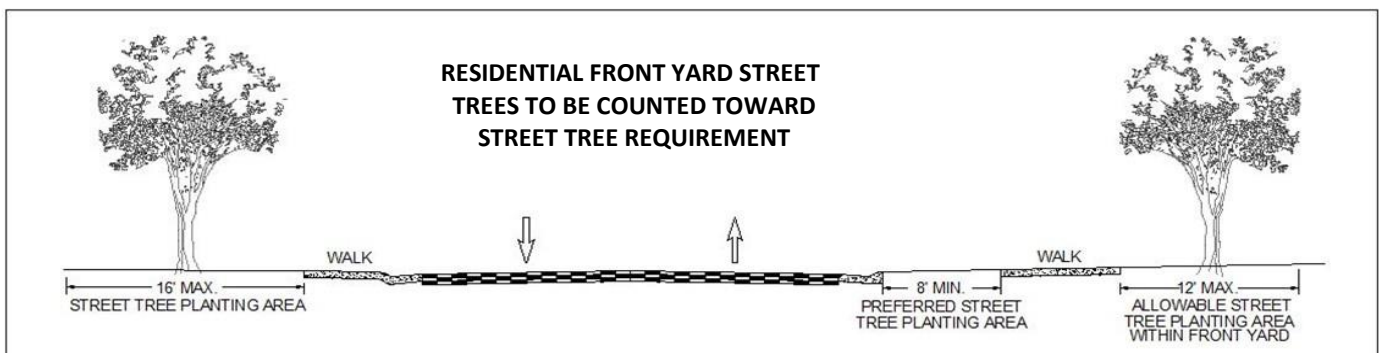 RESIDENTIAL FRONT YARD STREET
TREES TO BE COUNTED TOWARD
STREET TREE REQUIREMENT
WALK
16' MAX.
STREET TREE PLANTING AREA
8' MIN.
PREFERRED STREET
TREE PLANTING AREA
WALK
12' MAX.
ALLOWABLE STREET
TREE PLANTING AREA
WITHIN FRONT YARD